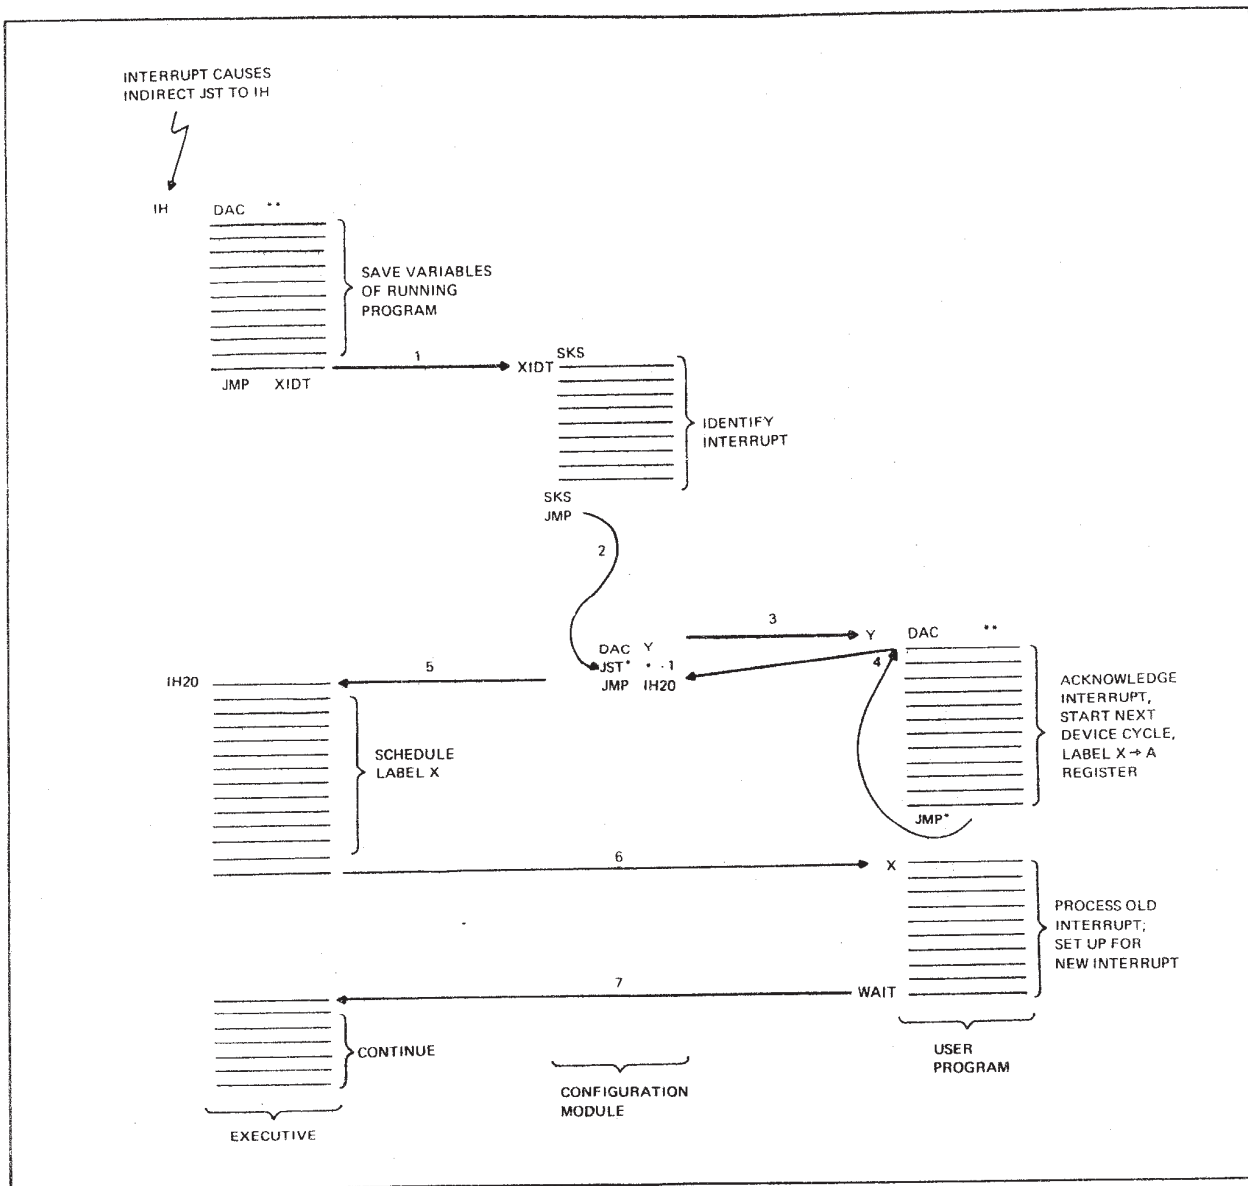 INTERRUPT CAUSES
INDIRECT JST TO IH
IH DAC **
SAVE VARIABLES
OF RUNNING
PROGRAM
1
JMP XIDT
XIDT SKS
IDENTIFY
INTERRUPT
SKS
JMP
2
DAC Y
JST* * -1
JMP IH20
3
4
5
Y DAC **
ACKNOWLEDGE
INTERRUPT,
START NEXT
DEVICE CYCLE,
LABEL X → A
REGISTER
JMP*
IH20
SCHEDULE
LABEL X
6
X
PROCESS OLD
INTERRUPT;
SET UP FOR
NEW INTERRUPT
7
WAIT
CONTINUE
EXECUTIVE
CONFIGURATION
MODULE
USER
PROGRAM